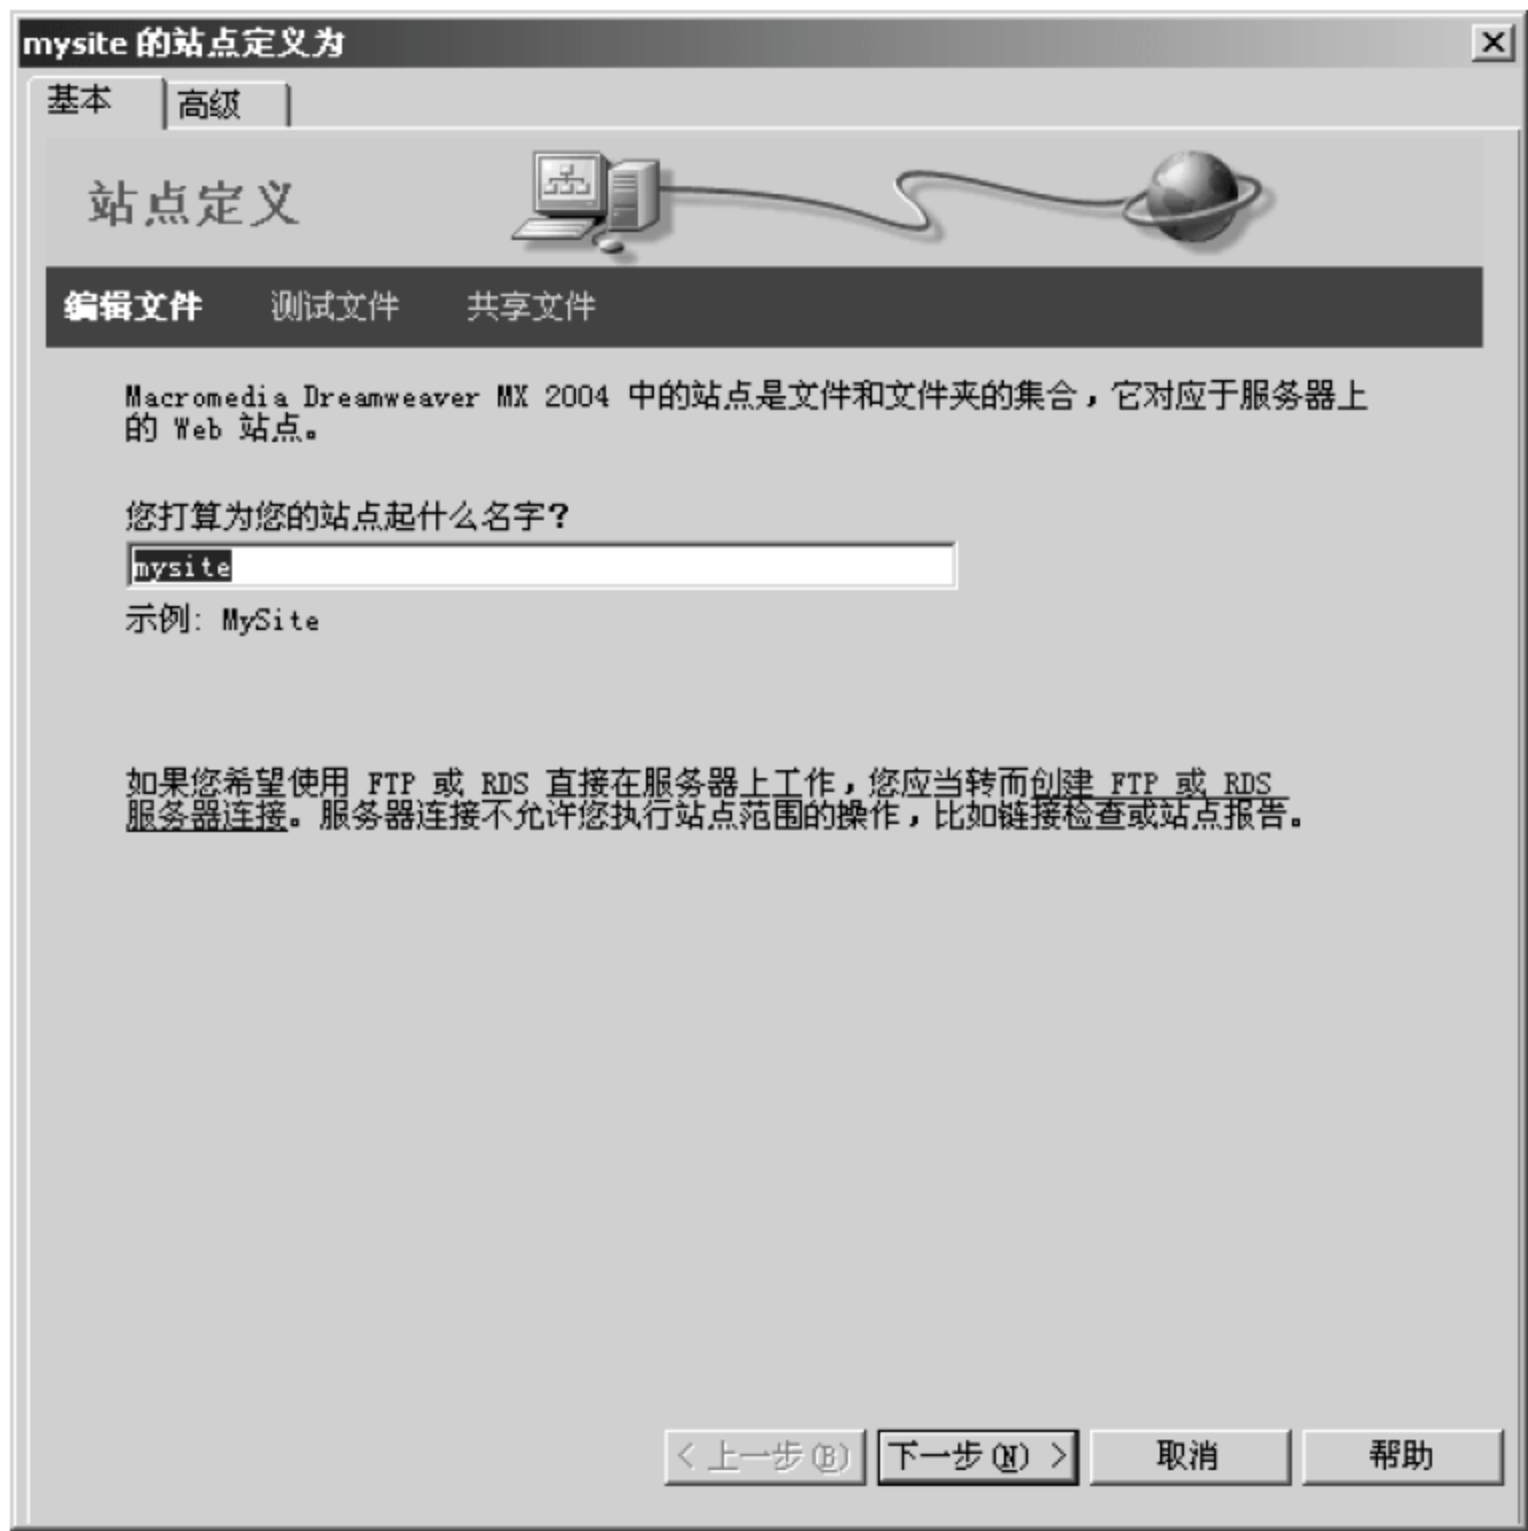 mysite 的站点定义为
基本 高级
站点定义
编辑文件 测试文件 共享文件
Macromedia Dreamweaver MX 2004 中的站点是文件和文件夹的集合，它对应于服务器上
的 Web 站点。
您打算为您的站点起什么名字？
mysite
示例: MySite
如果您希望使用 FTP 或 RDS 直接在服务器上工作，您应当转而创建 FTP 或 RDS
服务器连接。服务器连接不允许您执行站点范围的操作，比如链接检查或站点报告。
< 上一步(B) 下一步(N) > 取消 帮助